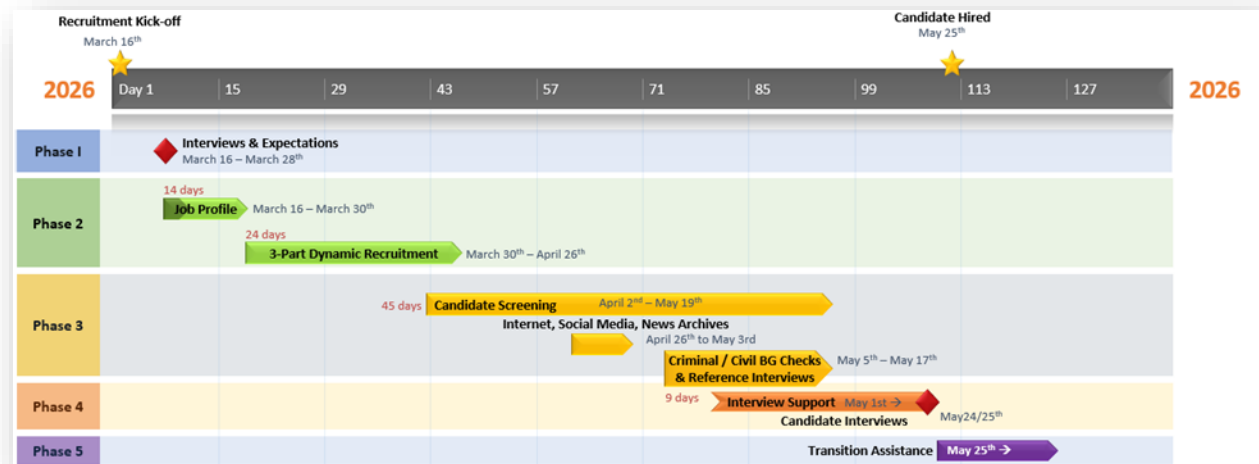 Recruitment Kick-off
March 16th
Candidate Hired
May 25th
2026
Day 1
15
29
43
57
71
85
99
113
127
2026
Phase I
Interviews & Expectations
March 16 – March 28th
Phase 2
14 days
Job Profile
March 16 – March 30th
24 days
3-Part Dynamic Recruitment
March 30th – April 26th
Phase 3
45 days
Candidate Screening
April 2nd – May 19th
Internet, Social Media, News Archives
April 26th to May 3rd
Criminal / Civil BG Checks
& Reference Interviews
May 5th – May 17th
Phase 4
9 days
Interview Support
May 1st →
Candidate Interviews
May24/25th
Phase 5
Transition Assistance
May 25th →